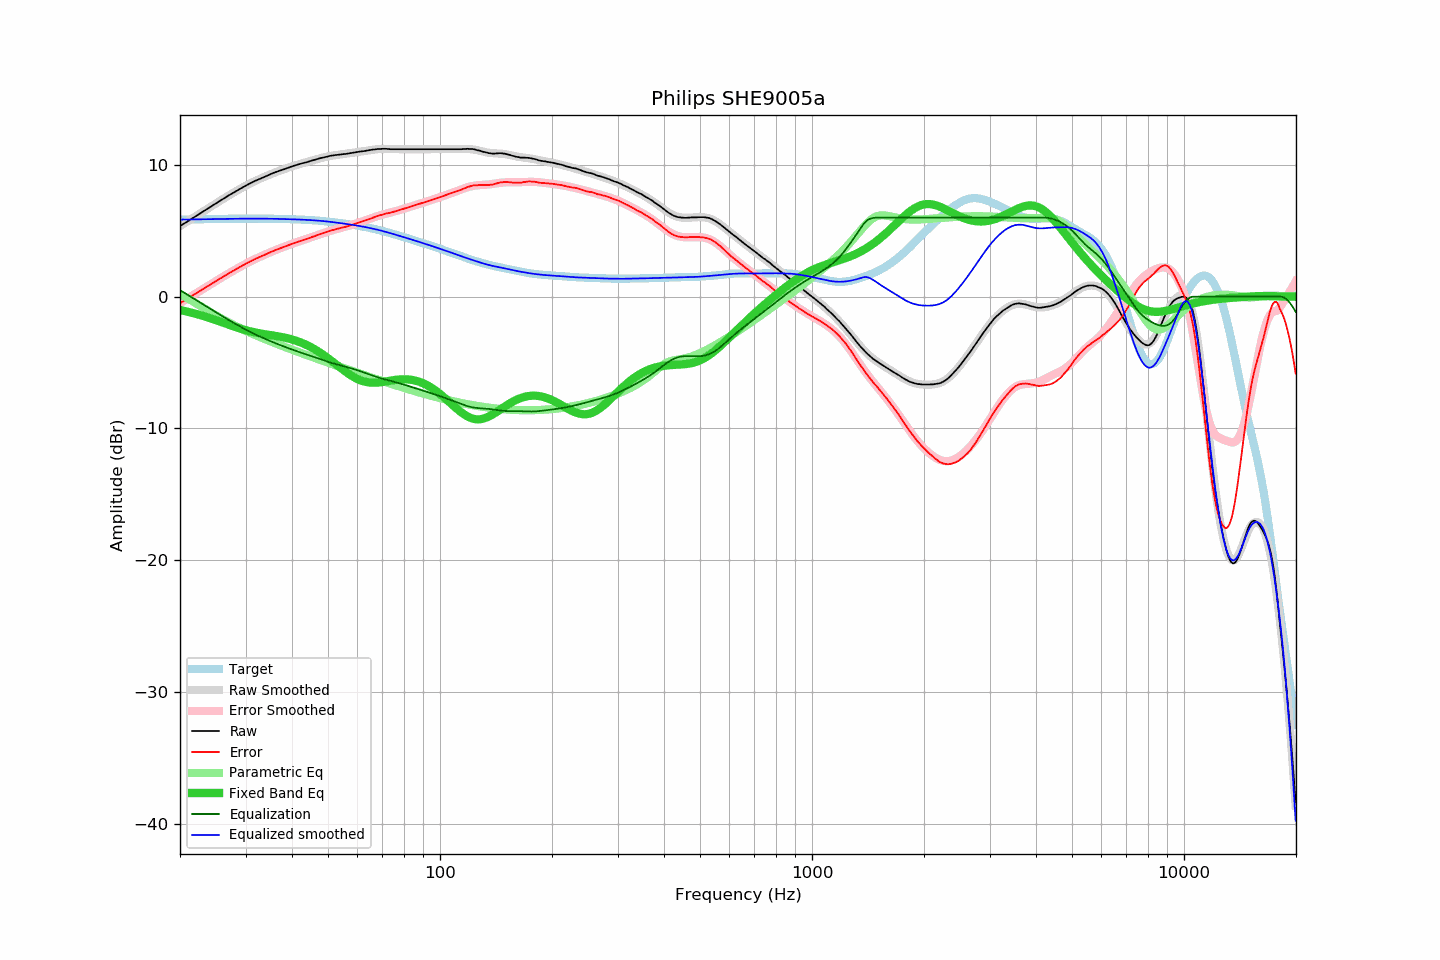 Philips SHE9005a
Amplitude (dBr)
10
0
−10
−20
−30
−40
Target
Raw Smoothed
Error Smoothed
Raw
Error
Parametric Eq
Fixed Band Eq
Equalization
Equalized smoothed
100
1000
10000
Frequency (Hz)